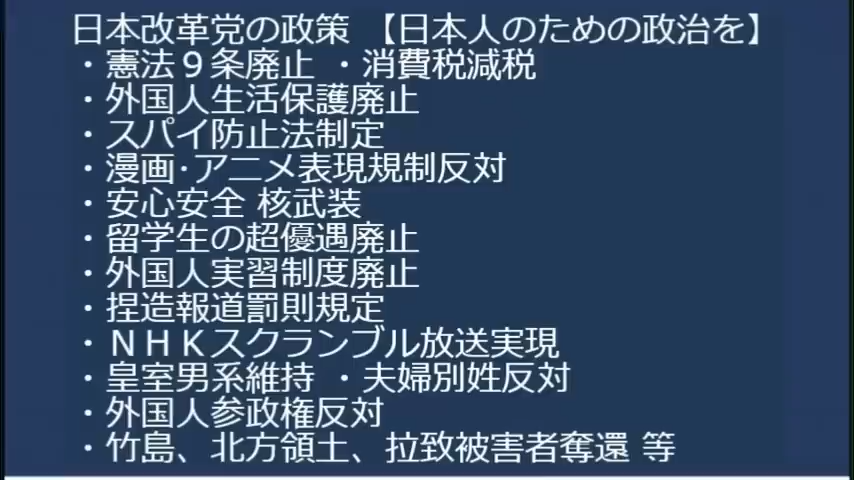 日本改革党の政策 【日本人のための政治を】
・憲法９条廃止 ・消費税減税
・外国人生活保護廃止
・スパイ防止法制定
・漫画･アニメ表現規制反対
・安心安全 核武装
・留学生の超優遇廃止
・外国人実習制度廃止
・捏造報道罰則規定
・ＮＨＫスクランブル放送実現
・皇室男系維持 ・夫婦別姓反対
・外国人参政権反対
・竹島、北方領土、拉致被害者奪還 等